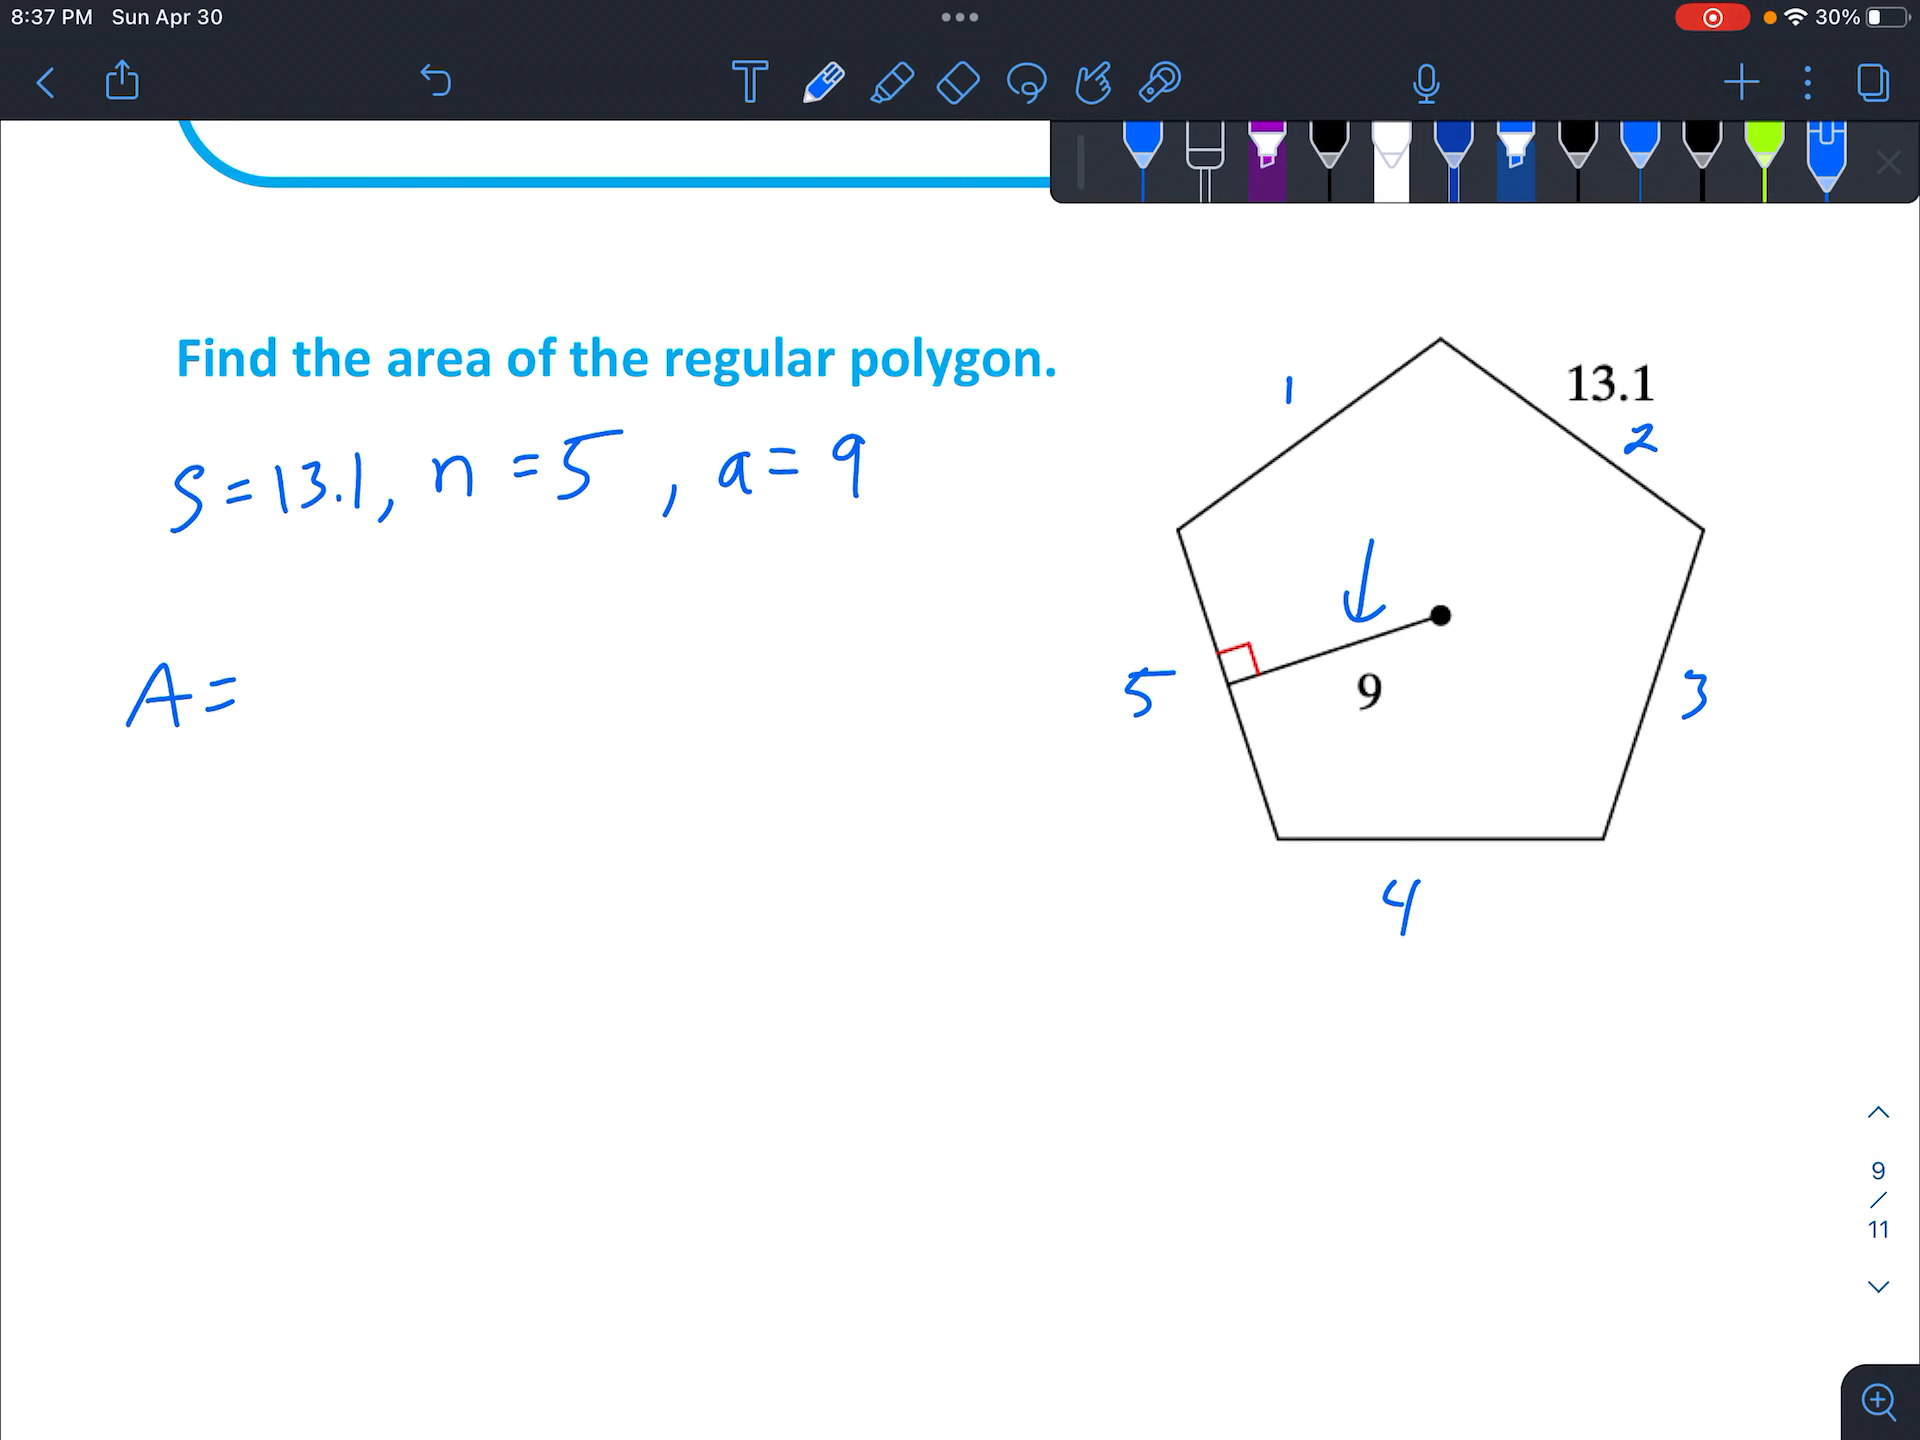 8:37 PM Sun Apr 30
30%
T
Find the area of the regular polygon.
S = 13.1, n = 5 , a = 9
A =
1
13.1
2
5
9
3
4
9
/
11